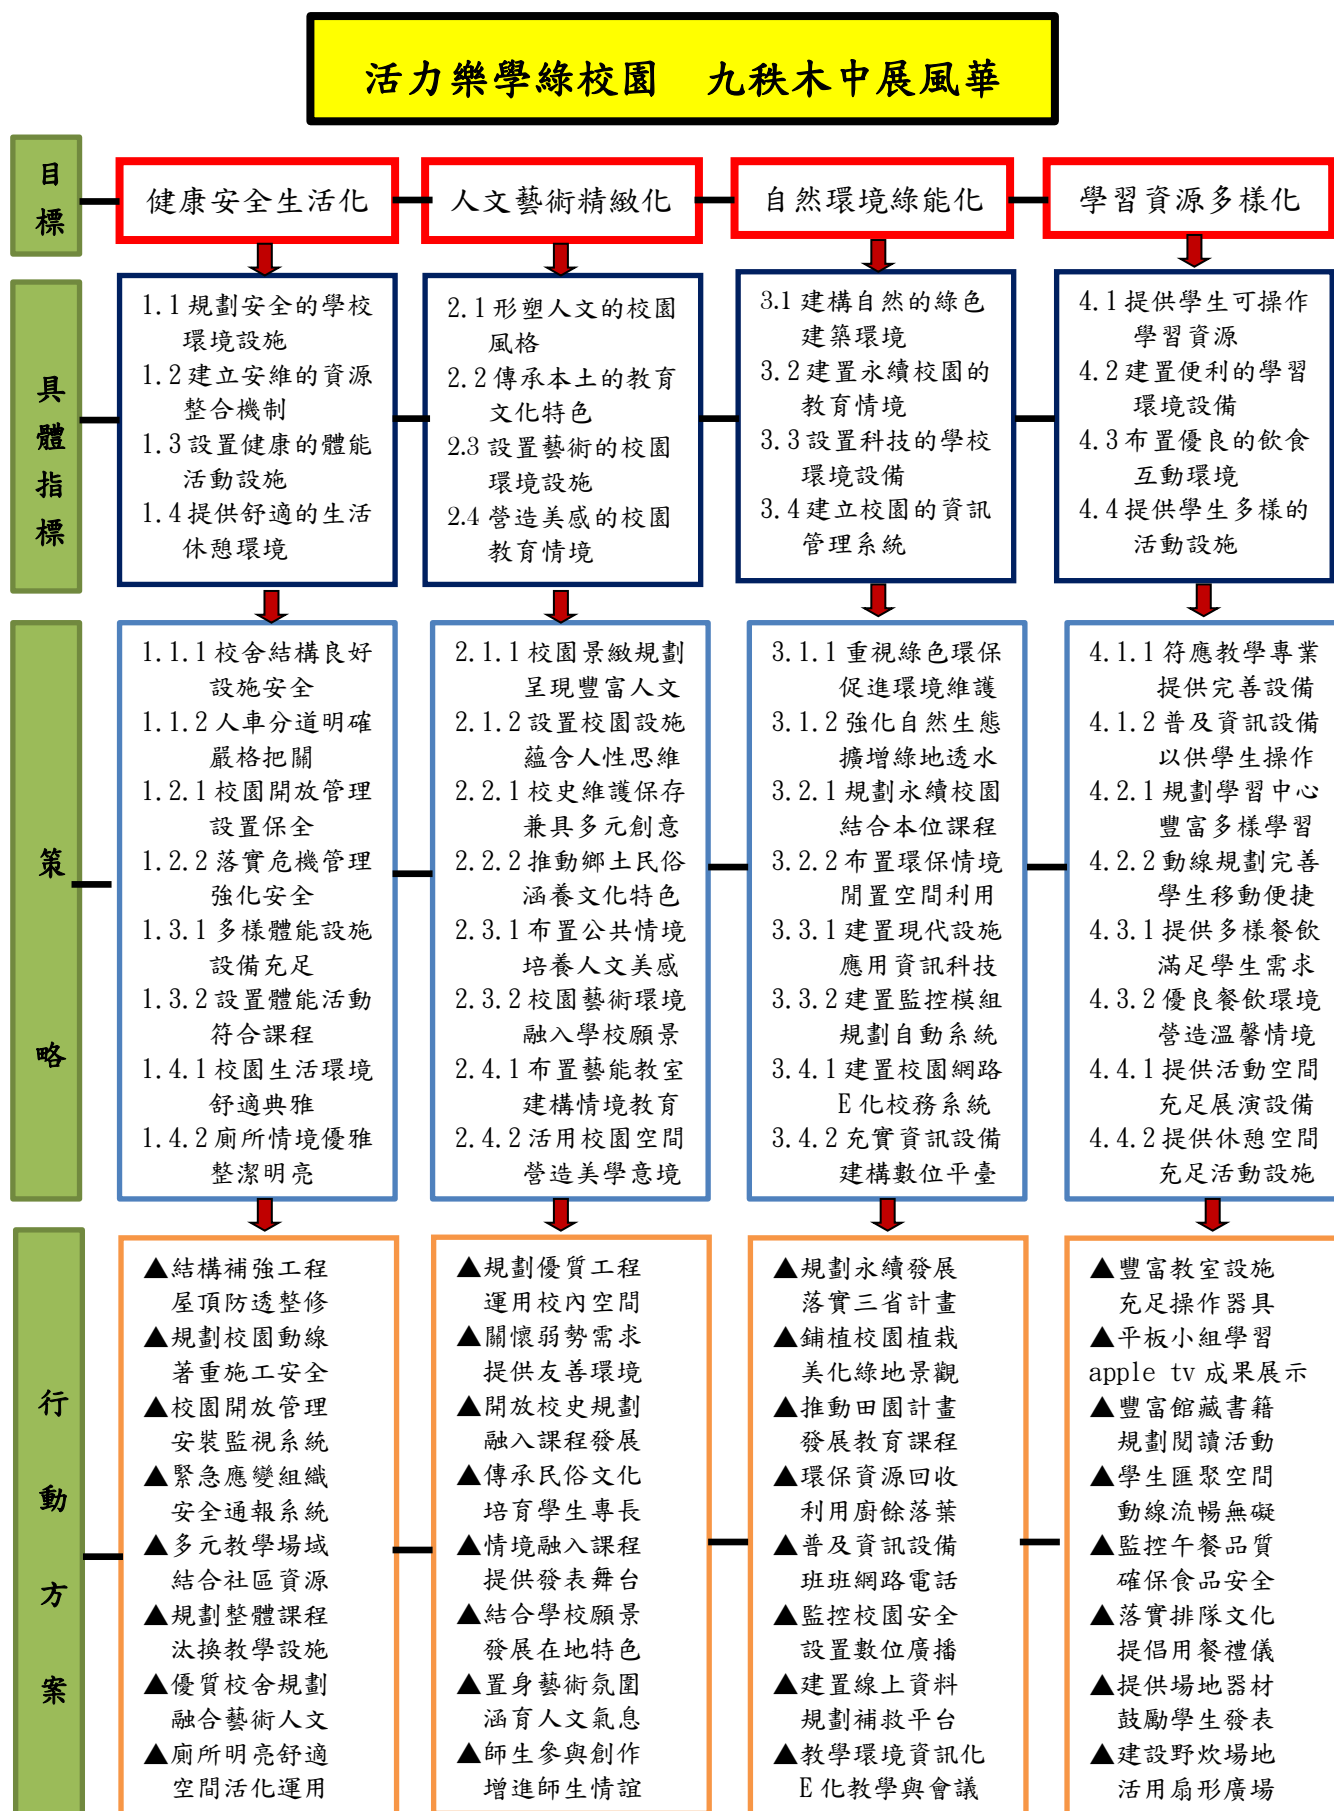 活力樂學綠校園　九秩木中展風華
目
標
健康安全生活化
人文藝術精緻化
自然環境綠能化
學習資源多樣化
具
體
指
標
1.1規劃安全的學校
環境設施
1.2建立安維的資源
整合機制
1.3設置健康的體能
活動設施
1.4提供舒適的生活
休憩環境
2.1形塑人文的校園
風格
2.2傳承本土的教育
文化特色
2.3設置藝術的校園
環境設施
2.4營造美感的校園
教育情境
3.1建構自然的綠色
建築環境
3.2建置永續校園的
教育情境
3.3設置科技的學校
環境設備
3.4建立校園的資訊
管理系統
4.1提供學生可操作
學習資源
4.2建置便利的學習
環境設備
4.3布置優良的飲食
互動環境
4.4提供學生多樣的
活動設施
策
略
1.1.1校舍結構良好
設施安全
1.1.2人車分道明確
嚴格把關
1.2.1校園開放管理
設置保全
1.2.2落實危機管理
強化安全
1.3.1多樣體能設施
設備充足
1.3.2設置體能活動
符合課程
1.4.1校園生活環境
舒適典雅
1.4.2廁所情境優雅
整潔明亮
2.1.1校園景緻規劃
呈現豐富人文
2.1.2設置校園設施
蘊含人性思維
2.2.1校史維護保存
兼具多元創意
2.2.2推動鄉土民俗
涵養文化特色
2.3.1布置公共情境
培養人文美感
2.3.2校園藝術環境
融入學校願景
2.4.1布置藝能教室
建構情境教育
2.4.2活用校園空間
營造美學意境
3.1.1重視綠色環保
促進環境維護
3.1.2強化自然生態
擴增綠地透水
3.2.1規劃永續校園
結合本位課程
3.2.2布置環保情境
閒置空間利用
3.3.1建置現代設施
應用資訊科技
3.3.2建置監控模組
規劃自動系統
3.4.1建置校園網路
E化校務系統
3.4.2充實資訊設備
建構數位平臺
4.1.1符應教學專業
提供完善設備
4.1.2普及資訊設備
以供學生操作
4.2.1規劃學習中心
豐富多樣學習
4.2.2動線規劃完善
學生移動便捷
4.3.1提供多樣餐飲
滿足學生需求
4.3.2優良餐飲環境
營造溫馨情境
4.4.1提供活動空間
充足展演設備
4.4.2提供休憩空間
充足活動設施
行
動
方
案
▲結構補強工程
屋頂防透整修
▲規劃校園動線
著重施工安全
▲校園開放管理
安裝監視系統
▲緊急應變組織
安全通報系統
▲多元教學場域
結合社區資源
▲規劃整體課程
汰換教學設施
▲優質校舍規劃
融合藝術人文
▲廁所明亮舒適
空間活化運用
▲規劃優質工程
運用校內空間
▲關懷弱勢需求
提供友善環境
▲開放校史規劃
融入課程發展
▲傳承民俗文化
培育學生專長
▲情境融入課程
提供發表舞台
▲結合學校願景
發展在地特色
▲置身藝術氛圍
涵育人文氣息
▲師生參與創作
增進師生情誼
▲規劃永續發展
落實三省計畫
▲鋪植校園植栽
美化綠地景觀
▲推動田園計畫
發展教育課程
▲環保資源回收
利用廚餘落葉
▲普及資訊設備
班班網路電話
▲監控校園安全
設置數位廣播
▲建置線上資料
規劃補救平台
▲教學環境資訊化
E化教學與會議
▲豐富教室設施
充足操作器具
▲平板小組學習
apple tv成果展示
▲豐富館藏書籍
規劃閱讀活動
▲學生匯聚空間
動線流暢無礙
▲監控午餐品質
確保食品安全
▲落實排隊文化
提倡用餐禮儀
▲提供場地器材
鼓勵學生發表
▲建設野炊場地
活用扇形廣場